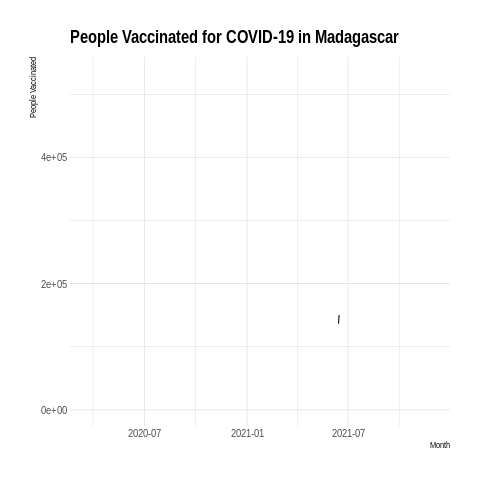 People Vaccinated for COVID-19 in Madagascar
People Vaccinated
4e+05
2e+05
0e+00
2020-07
2021-01
2021-07
Month